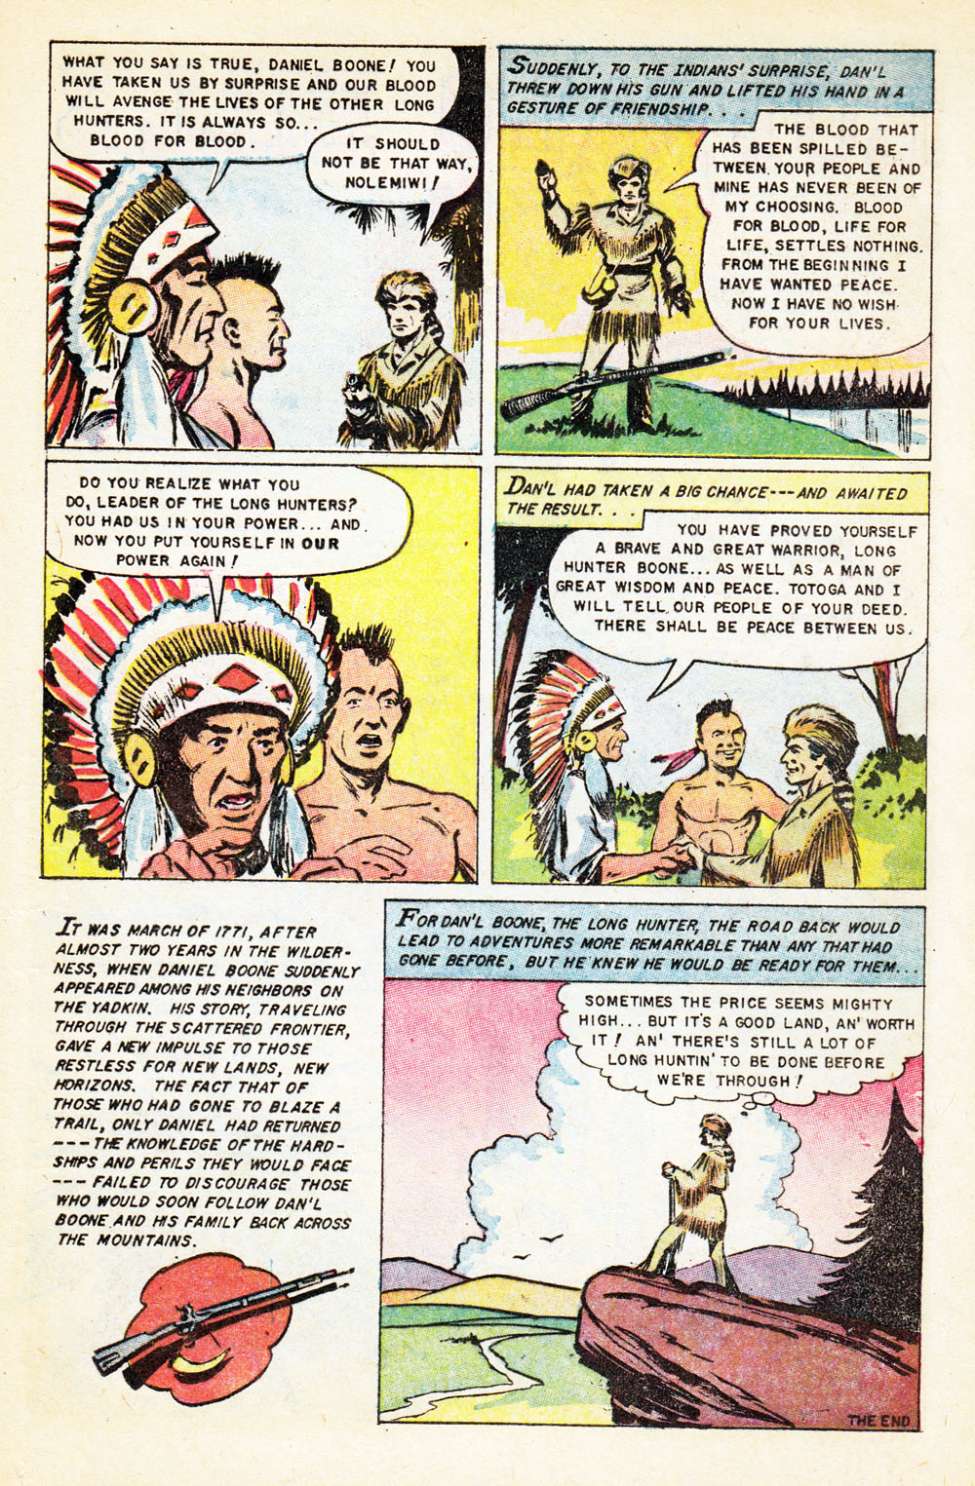 WHAT YOU SAY IS TRUE, DANIEL BOONE! YOU
HAVE TAKEN US BY SURPRISE AND OUR BLOOD
WILL AVENGE THE LIVES OF THE OTHER LONG
HUNTERS. IT IS ALWAYS SO...
BLOOD FOR BLOOD.
IT SHOULD
NOT BE THAT WAY,
NOLEMIWI!
SUDDENLY, TO THE INDIANS' SURPRISE, DAN'L
THREW DOWN HIS GUN AND LIFTED HIS HAND IN A
GESTURE OF FRIENDSHIP. . .
THE BLOOD THAT
HAS BEEN SPILLED BE-
TWEEN YOUR PEOPLE AND
MINE HAS NEVER BEEN OF
MY CHOOSING. BLOOD
FOR BLOOD, LIFE FOR
LIFE, SETTLES NOTHING.
FROM THE BEGINNING I
HAVE WANTED PEACE.
NOW I HAVE NO WISH
FOR YOUR LIVES.
DO YOU REALIZE WHAT YOU
DO, LEADER OF THE LONG HUNTERS?
YOU HAD US IN YOUR POWER... AND
NOW YOU PUT YOURSELF IN OUR
POWER AGAIN!
DAN'L HAD TAKEN A BIG CHANCE---AND AWAITED
THE RESULT. . .
YOU HAVE PROVED YOURSELF
A BRAVE AND GREAT WARRIOR, LONG
HUNTER BOONE... AS WELL AS A MAN OF
GREAT WISDOM AND PEACE. TOTOGA AND I
WILL TELL OUR PEOPLE OF YOUR DEED.
THERE SHALL BE PEACE BETWEEN US.
IT WAS MARCH OF 1771, AFTER
ALMOST TWO YEARS IN THE WILDER-
NESS, WHEN DANIEL BOONE SUDDENLY
APPEARED AMONG HIS NEIGHBORS ON
THE YADKIN. HIS STORY, TRAVELING
THROUGH THE SCATTERED FRONTIER,
GAVE A NEW IMPULSE TO THOSE
RESTLESS FOR NEW LANDS, NEW
HORIZONS. THE FACT THAT OF
THOSE WHO HAD GONE TO BLAZE A
TRAIL, ONLY DANIEL HAD RETURNED
---THE KNOWLEDGE OF THE HARD-
SHIPS AND PERILS THEY WOULD FACE
---FAILED TO DISCOURAGE THOSE
WHO WOULD SOON FOLLOW DAN'L
BOONE AND HIS FAMILY BACK ACROSS
THE MOUNTAINS.
FOR DAN'L BOONE, THE LONG HUNTER, THE ROAD BACK WOULD
LEAD TO ADVENTURES MORE REMARKABLE THAN ANY THAT HAD
GONE BEFORE, BUT HE KNEW HE WOULD BE READY FOR THEM...
SOMETIMES THE PRICE SEEMS MIGHTY
HIGH... BUT IT'S A GOOD LAND, AN' WORTH
IT! AN' THERE'S STILL A LOT OF
LONG HUNTIN' TO BE DONE BEFORE
WE'RE THROUGH!
THE END